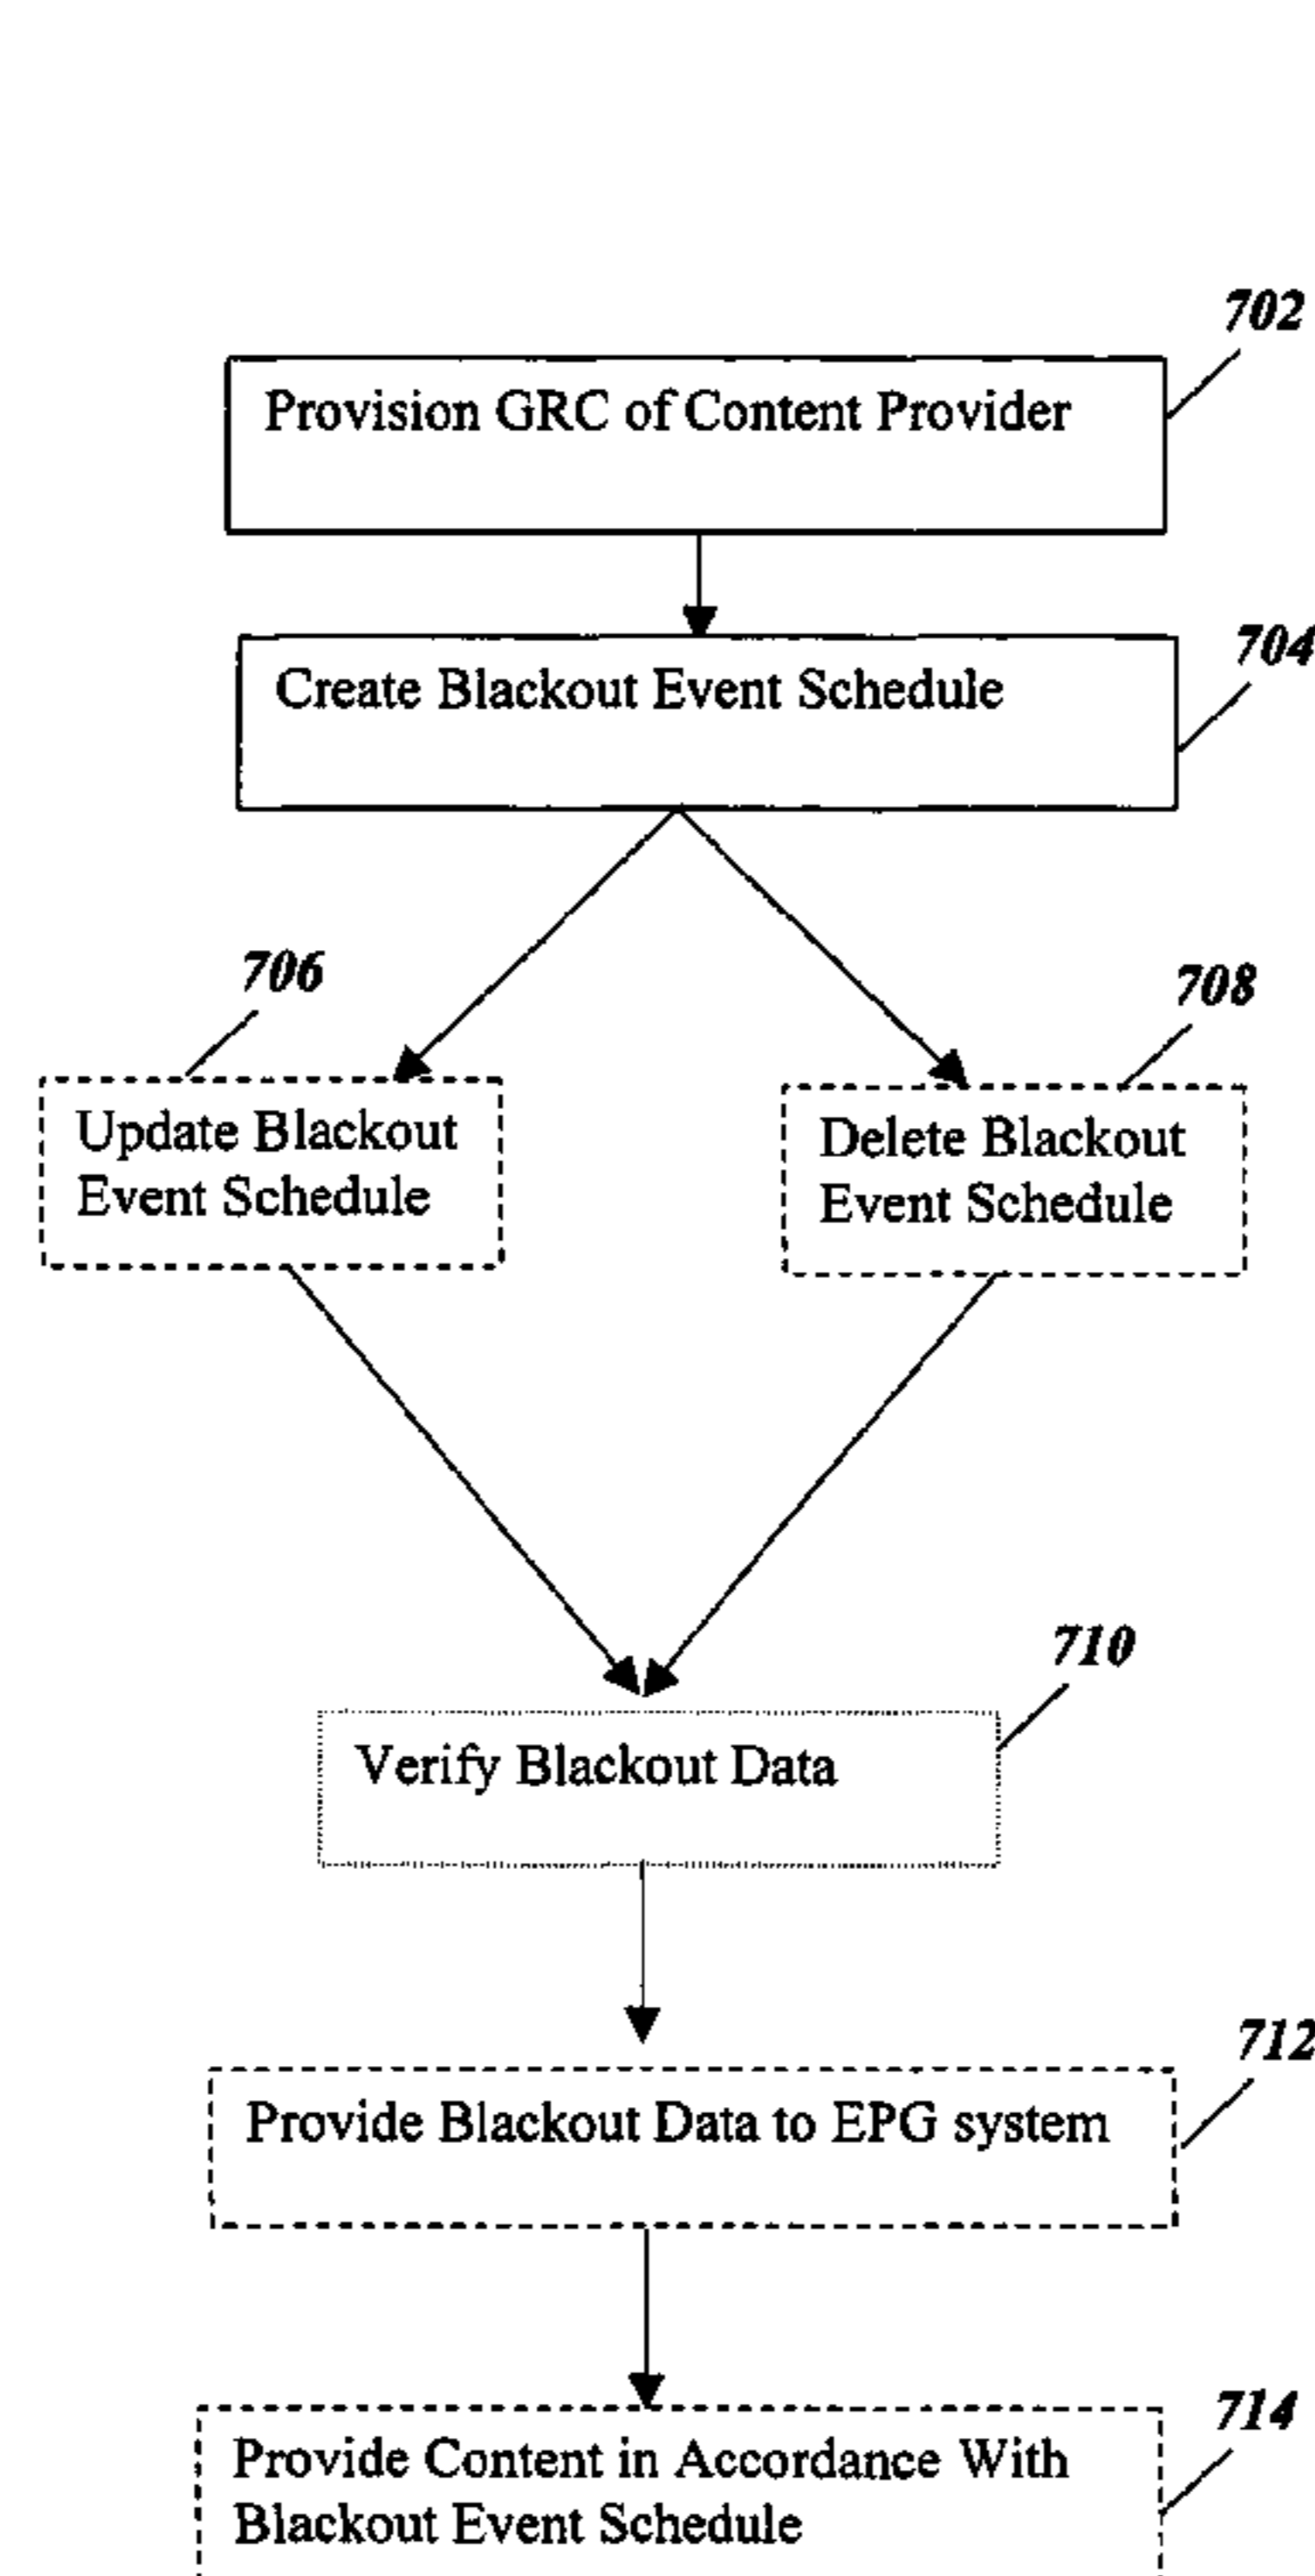 702
Provision GRC of Content Provider
704
Create Blackout Event Schedule
706
708
Update Blackout
Event Schedule
Delete Blackout
Event Schedule
710
Verify Blackout Data
712
Provide Blackout Data to EPG system
714
Provide Content in Accordance With
Blackout Event Schedule